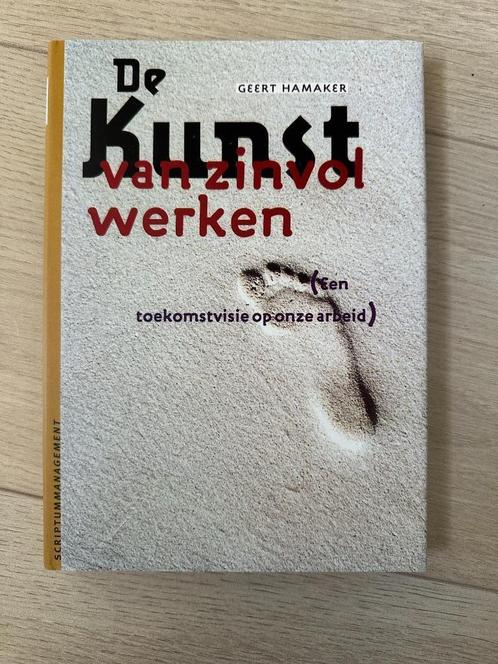 De
GEERT HAMAKER
Kunst
van zinvol
werken
(Een
toekomstvisie op onze arbeid)
SCRIPTUM MANAGEMENT